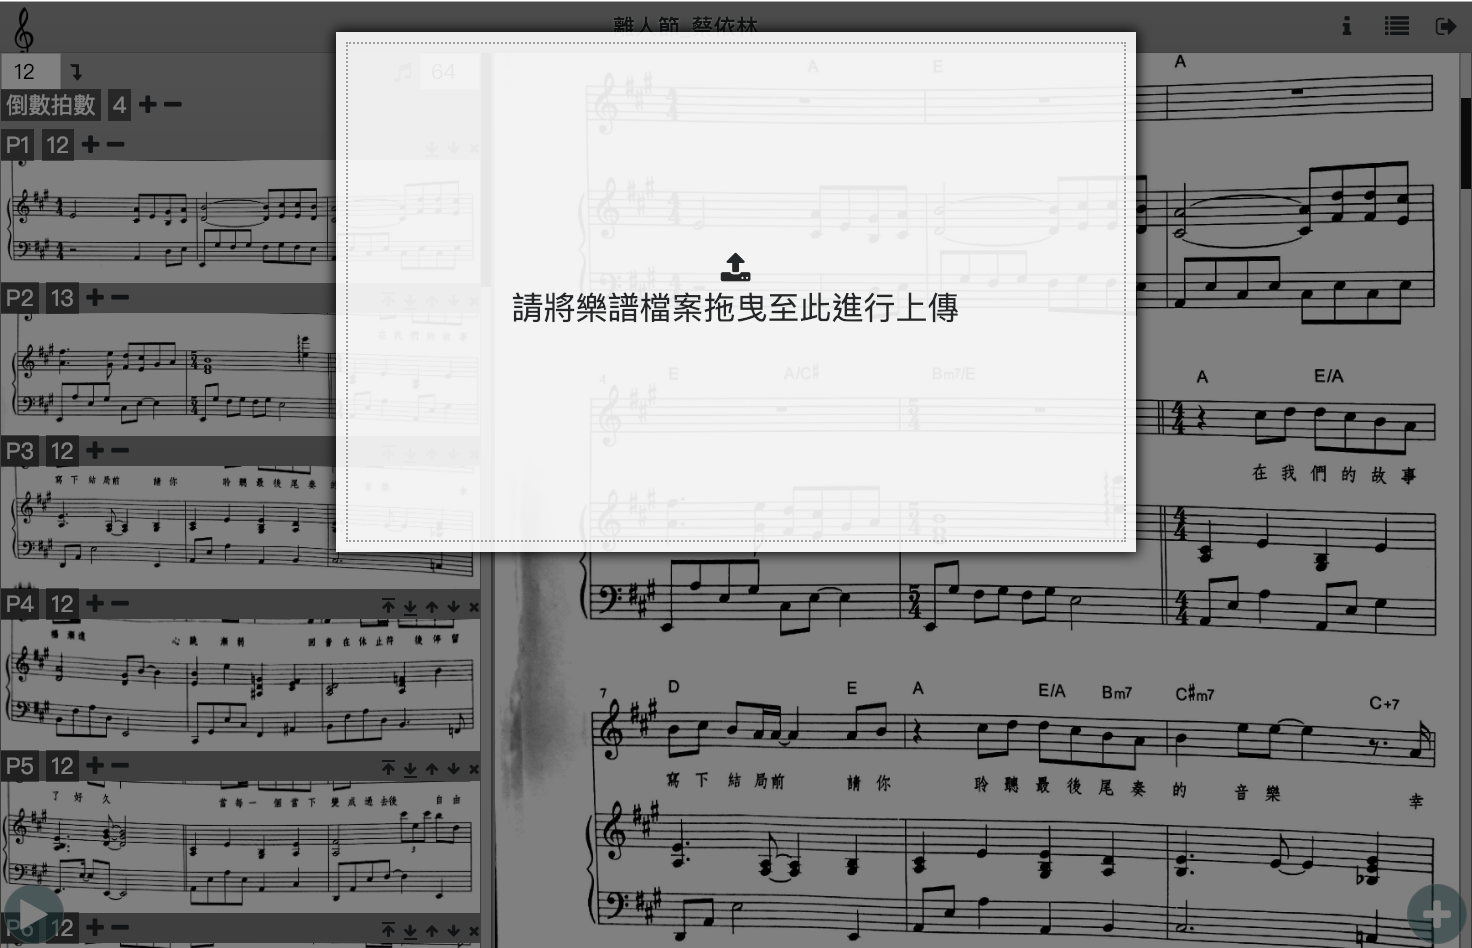 離人節_蔡依林
12
64
倒數拍數 4
P1 12
P2 13
P3 12
寫下結局前 請你 聆聽最後尾奏
P4 12
心跳 漸弱 回音在休止符 後停留
P5 12
了好久 當每一個當下變成過去後 自由
12
請將樂譜檔案拖曳至此進行上傳
A E A
4
E A/C# Bm7/E A E/A
在我們的故事
7
D E A E/A Bm7 C#m7 C+7
寫下結局前 請你 聆聽最後尾奏的音樂 幸